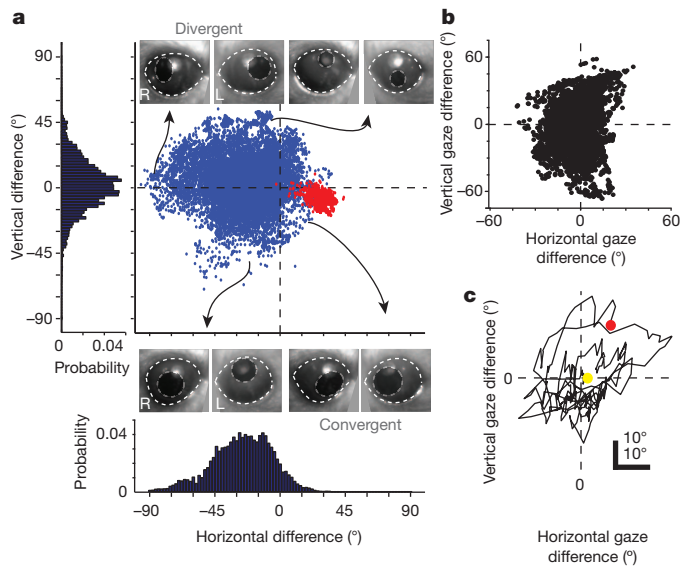 a
Divergent
R
L
90
45
0
−45
−90
Vertical difference (°)
0
0.04
Probability
R
L
Convergent
Probability
0.04
0
−90
−45
0
45
90
Horizontal difference (°)
b
Vertical gaze difference (°)
60
0
−60
−60
0
60
Horizontal gaze
difference (°)
c
Vertical gaze difference (°)
0
10°
10°
0
Horizontal gaze
difference (º)